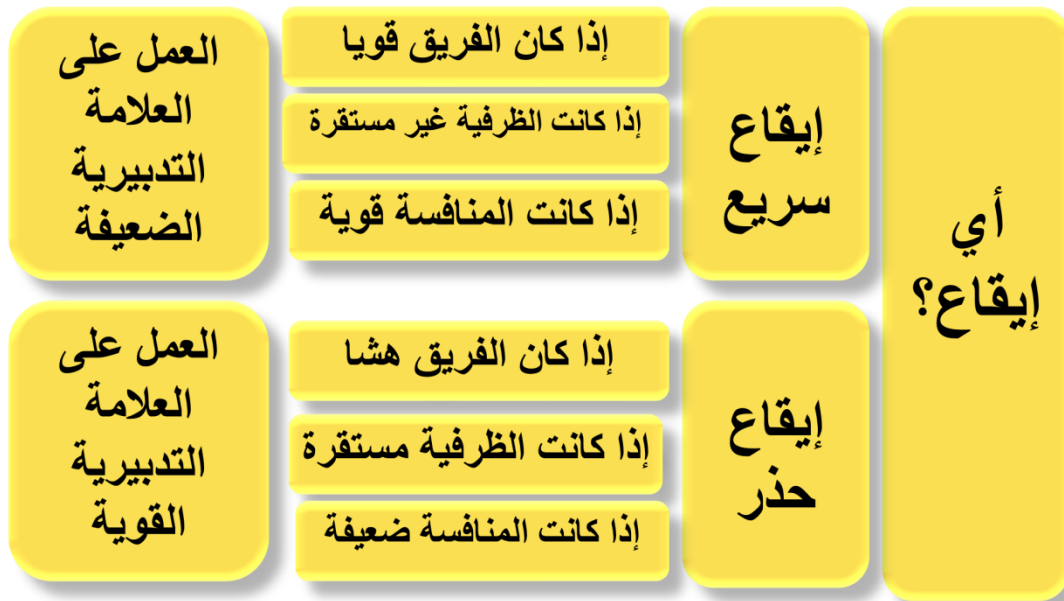 أي
إيقاع؟
إيقاع
سريع
إذا كان الفريق قويا
إذا كانت الظرفية غير مستقرة
إذا كانت المنافسة قوية
العمل على
العلامة
التدبيرية
الضعيفة
إيقاع
حذر
إذا كان الفريق هشا
إذا كانت الظرفية مستقرة
إذا كانت المنافسة ضعيفة
العمل على
العلامة
التدبيرية
القوية